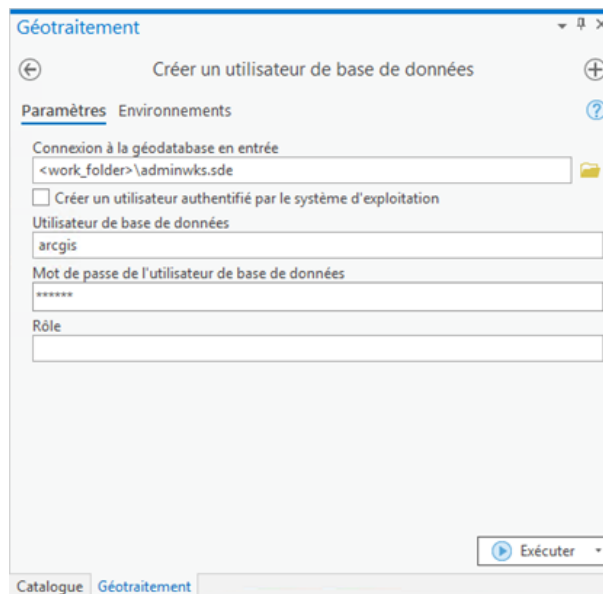 Géotraitement
Créer un utilisateur de base de données
Paramètres Environnements
Connexion à la géodatabase en entrée
<work_folder>\adminwks.sde
Créer un utilisateur authentifié par le système d'exploitation
Utilisateur de base de données
arcgis
Mot de passe de l'utilisateur de base de données
******
Rôle
Exécuter
Catalogue Géotraitement